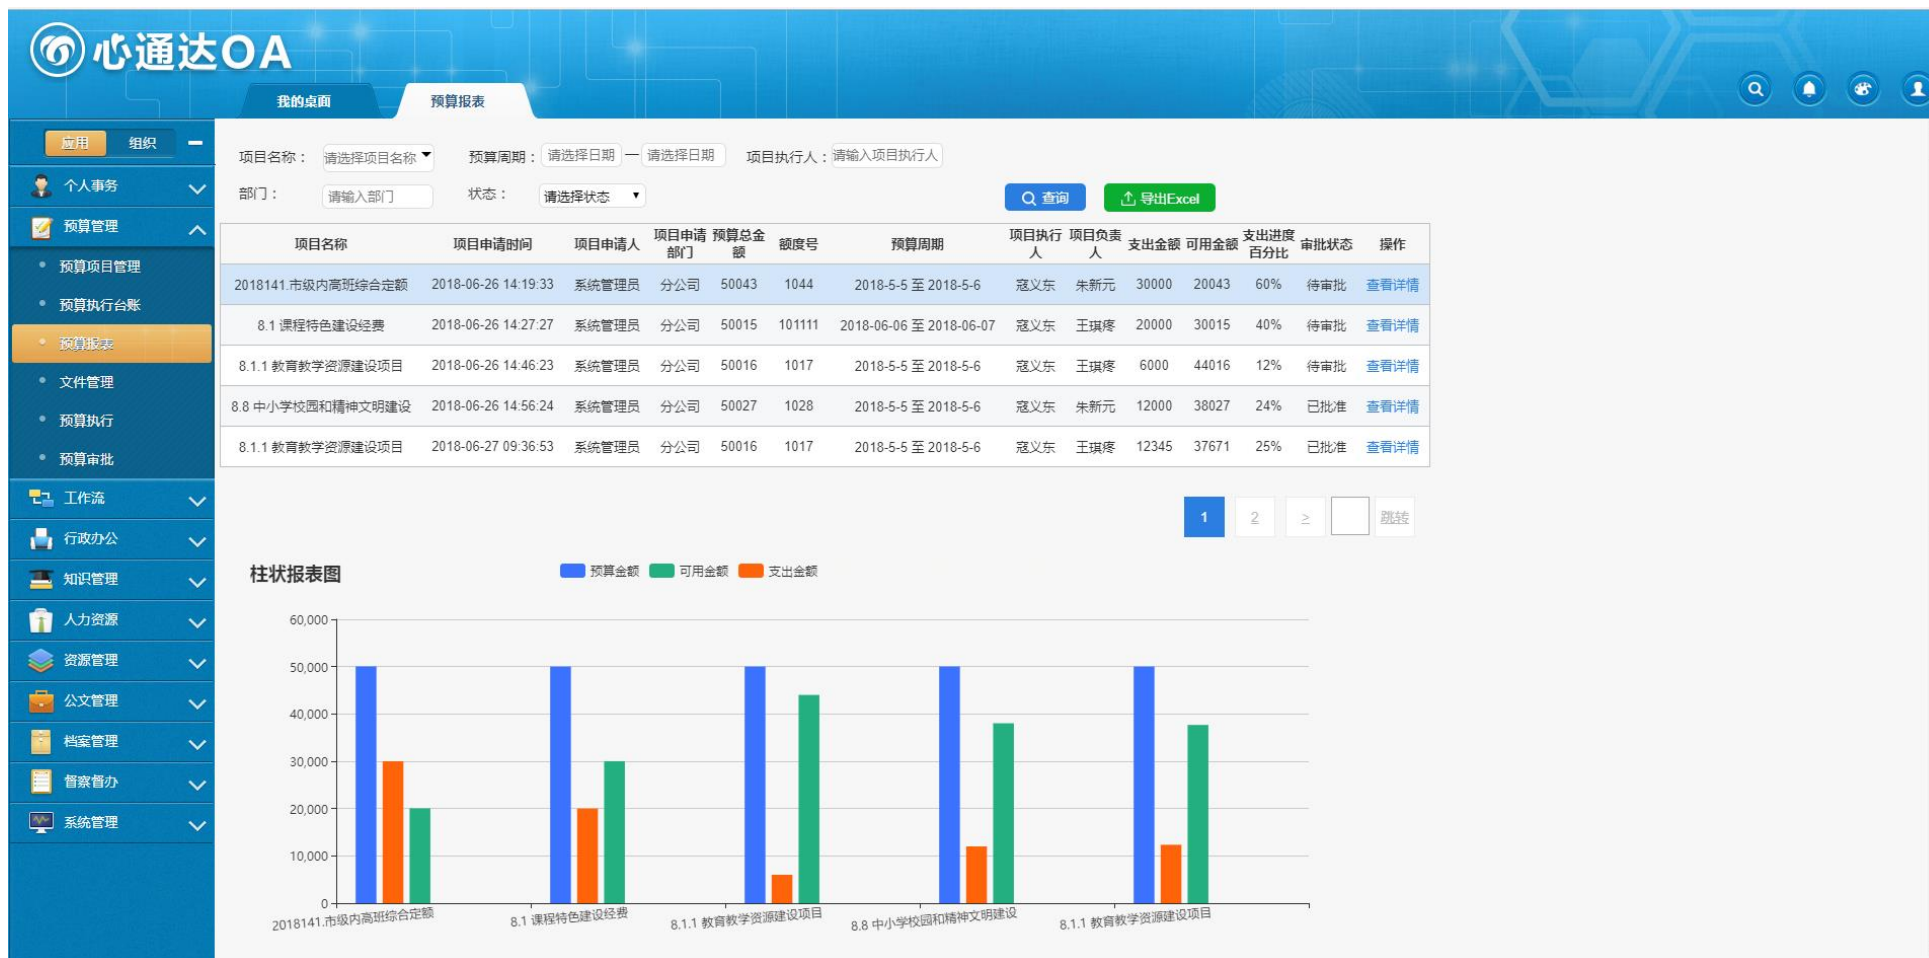 心通达OA
我的桌面 预算报表
应用 组织
个人事务
预算管理
预算项目管理
预算执行台账
预算报表
文件管理
预算执行
预算审批
工作流
行政办公
知识管理
人力资源
资源管理
公文管理
档案管理
督察督办
系统管理
项目名称： 请选择项目名称 预算周期： 请选择日期 — 请选择日期 项目执行人： 请输入项目执行人
部门： 请输入部门 状态： 请选择状态 查询 导出Excel
项目名称 项目申请时间 项目申请人 项目申请部门 预算总金额 额度号 预算周期 项目执行人 项目负责人 支出金额 可用金额 支出进度百分比 审批状态 操作
2018141.市级内高班综合定额 2018-06-26 14:19:33 系统管理员 分公司 50043 1044 2018-5-5 至 2018-5-6 寇义东 朱新元 30000 20043 60% 待审批 查看详情
8.1 课程特色建设经费 2018-06-26 14:27:27 系统管理员 分公司 50015 101111 2018-06-06 至 2018-06-07 寇义东 王琪疼 20000 30015 40% 待审批 查看详情
8.1.1 教育教学资源建设项目 2018-06-26 14:46:23 系统管理员 分公司 50016 1017 2018-5-5 至 2018-5-6 寇义东 王琪疼 6000 44016 12% 待审批 查看详情
8.8 中小学校园和精神文明建设 2018-06-26 14:56:24 系统管理员 分公司 50027 1028 2018-5-5 至 2018-5-6 寇义东 朱新元 12000 38027 24% 已批准 查看详情
8.1.1 教育教学资源建设项目 2018-06-27 09:36:53 系统管理员 分公司 50016 1017 2018-5-5 至 2018-5-6 寇义东 王琪疼 12345 37671 25% 已批准 查看详情
1 2 > 跳转
柱状报表图 预算金额 可用金额 支出金额
60,000
50,000
40,000
30,000
20,000
10,000
0
2018141.市级内高班综合定额 8.1 课程特色建设经费 8.1.1 教育教学资源建设项目 8.8 中小学校园和精神文明建设 8.1.1 教育教学资源建设项目